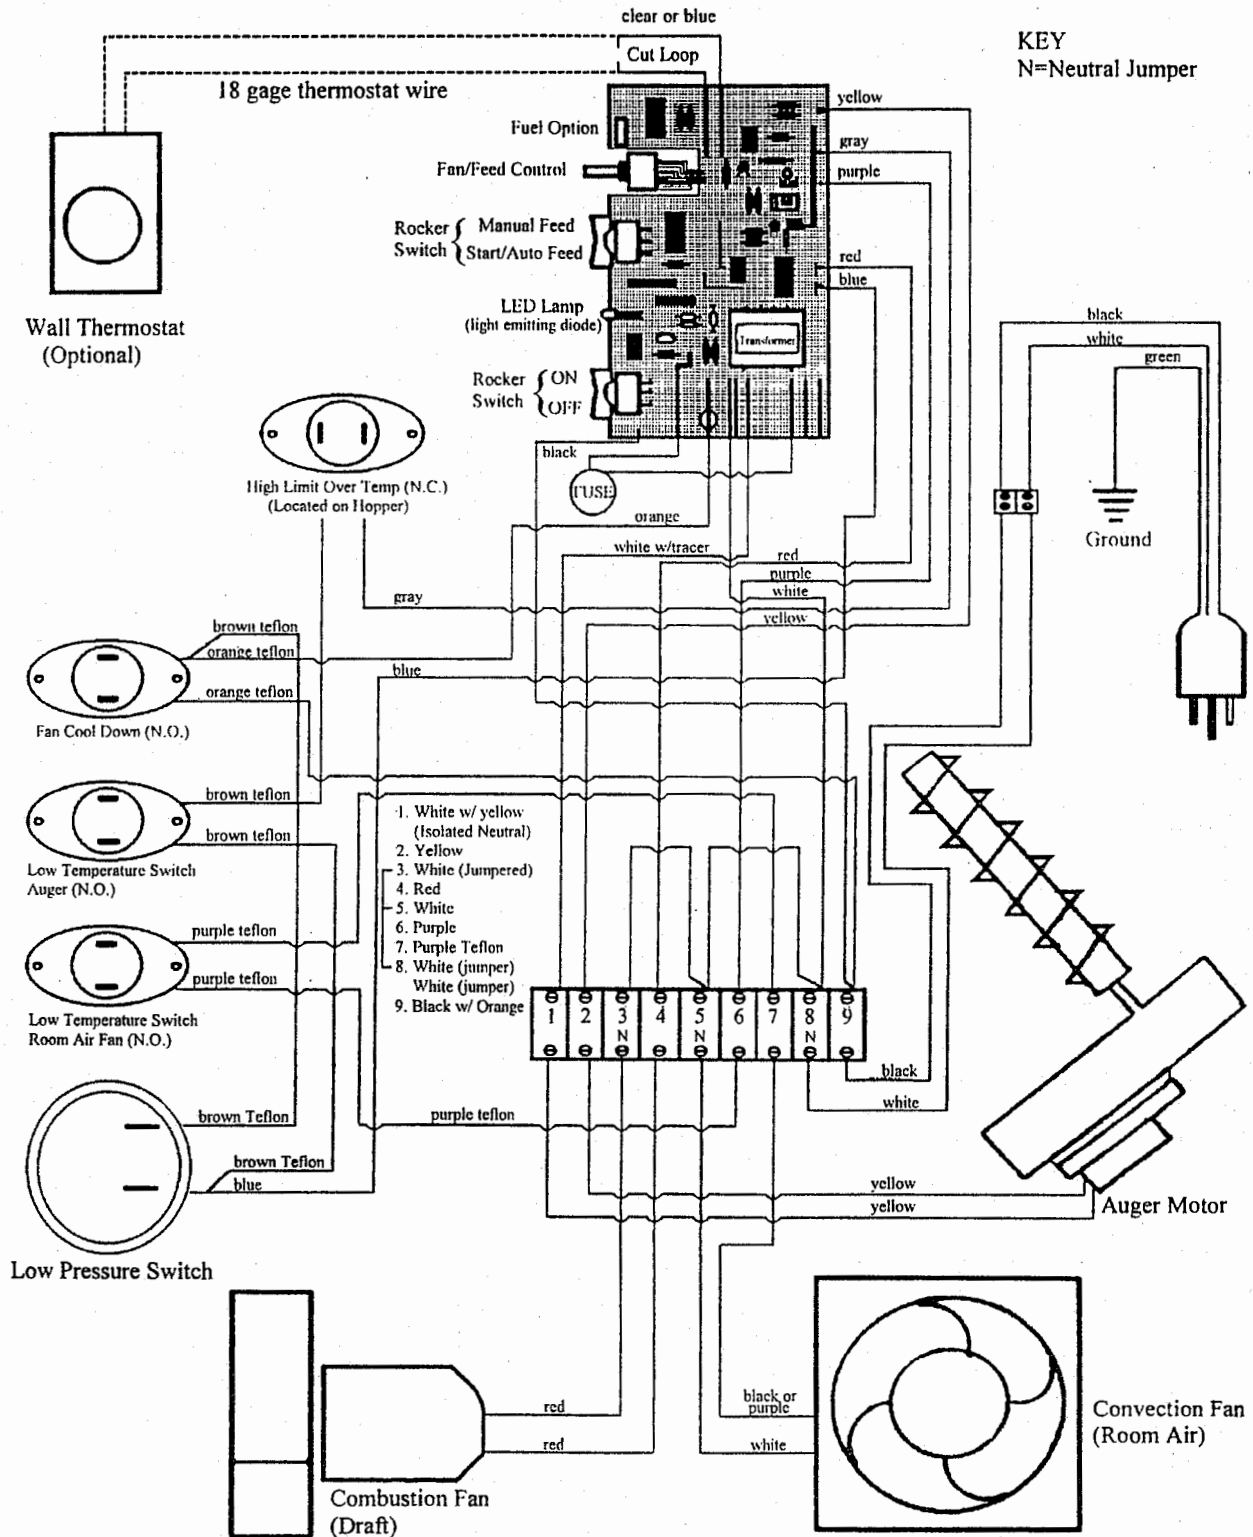 clear or blue
Cut Loop
KEY
N=Neutral Jumper
18 gage thermostat wire
yellow
Fuel Option
gray
Fan/Feed Control
purple
Rocker
Switch
Manual Feed
Start/Auto Feed
red
blue
LED Lamp
(light emitting diode)
Transformer
Wall Thermostat
(Optional)
black
white
green
Rocker
Switch
ON
OFF
black
High Limit Over Temp (N.C.)
(Located on Hopper)
FUSE
orange
Ground
white w/tracer
red
purple
white
gray
yellow
brown teflon
orange teflon
blue
orange teflon
Fan Cool Down (N.O.)
brown teflon
brown teflon
Low Temperature Switch
Auger (N.O.)
1. White w/ yellow
(Isolated Neutral)
2. Yellow
3. White (Jumpered)
4. Red
5. White
6. Purple
7. Purple Teflon
8. White (jumper)
White (jumper)
9. Black w/ Orange
purple teflon
purple teflon
Low Temperature Switch
Room Air Fan (N.O.)
1 2 3 4 5 6 7 8 9
N N N
black
white
brown Teflon
purple teflon
brown Teflon
blue
yellow
yellow
Auger Motor
Low Pressure Switch
black or
purple
red
red
white
Convection Fan
(Room Air)
Combustion Fan
(Draft)